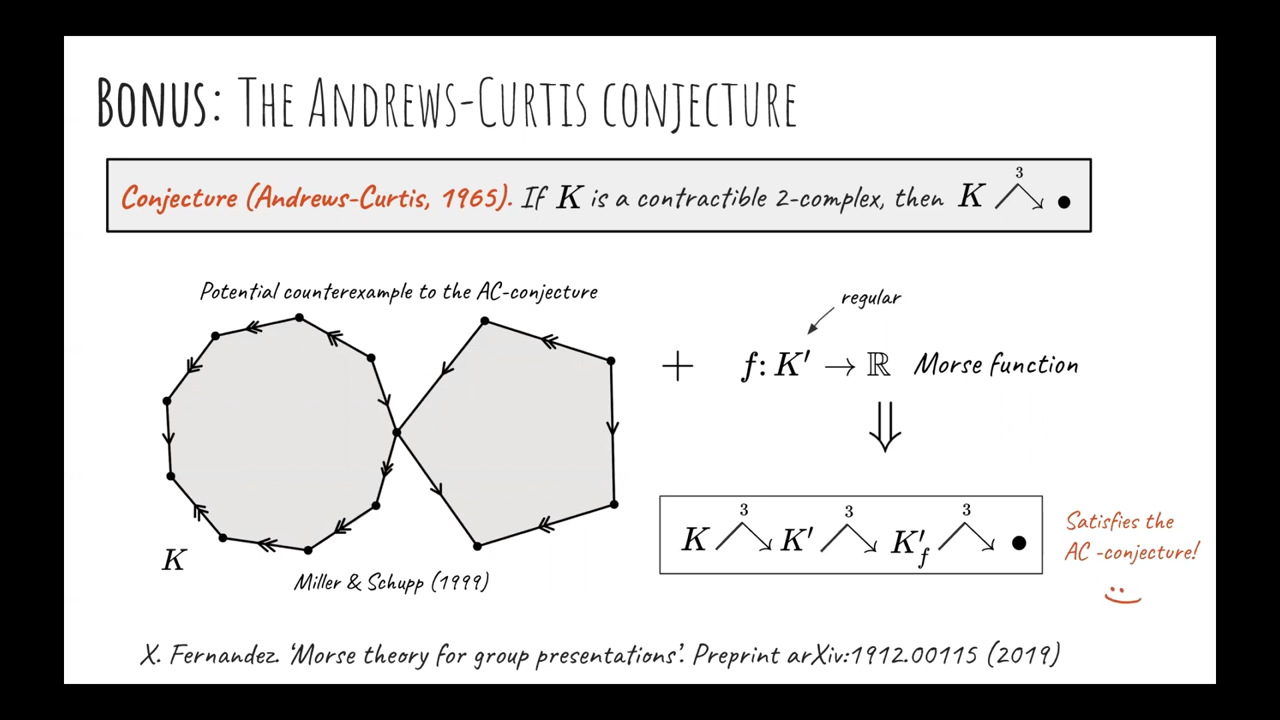 BONUS: THE ANDREWS-CURTIS CONJECTURE
Conjecture (Andrews-Curtis, 1965). If K is a contractible 2-complex, then K ⟋⟍↘³ •
Potential counterexample to the AC-conjecture
regular
+ f: K′ → ℝ Morse function
⇓
K ⟋⟍↘³ K′ ⟋⟍↘³ K′_f ⟋⟍↘³ •
Satisfies the
AC-conjecture!
K
Miller & Schupp (1999)
X. Fernandez. ‘Morse theory for group presentations’. Preprint arXiv:1912.00115 (2019)